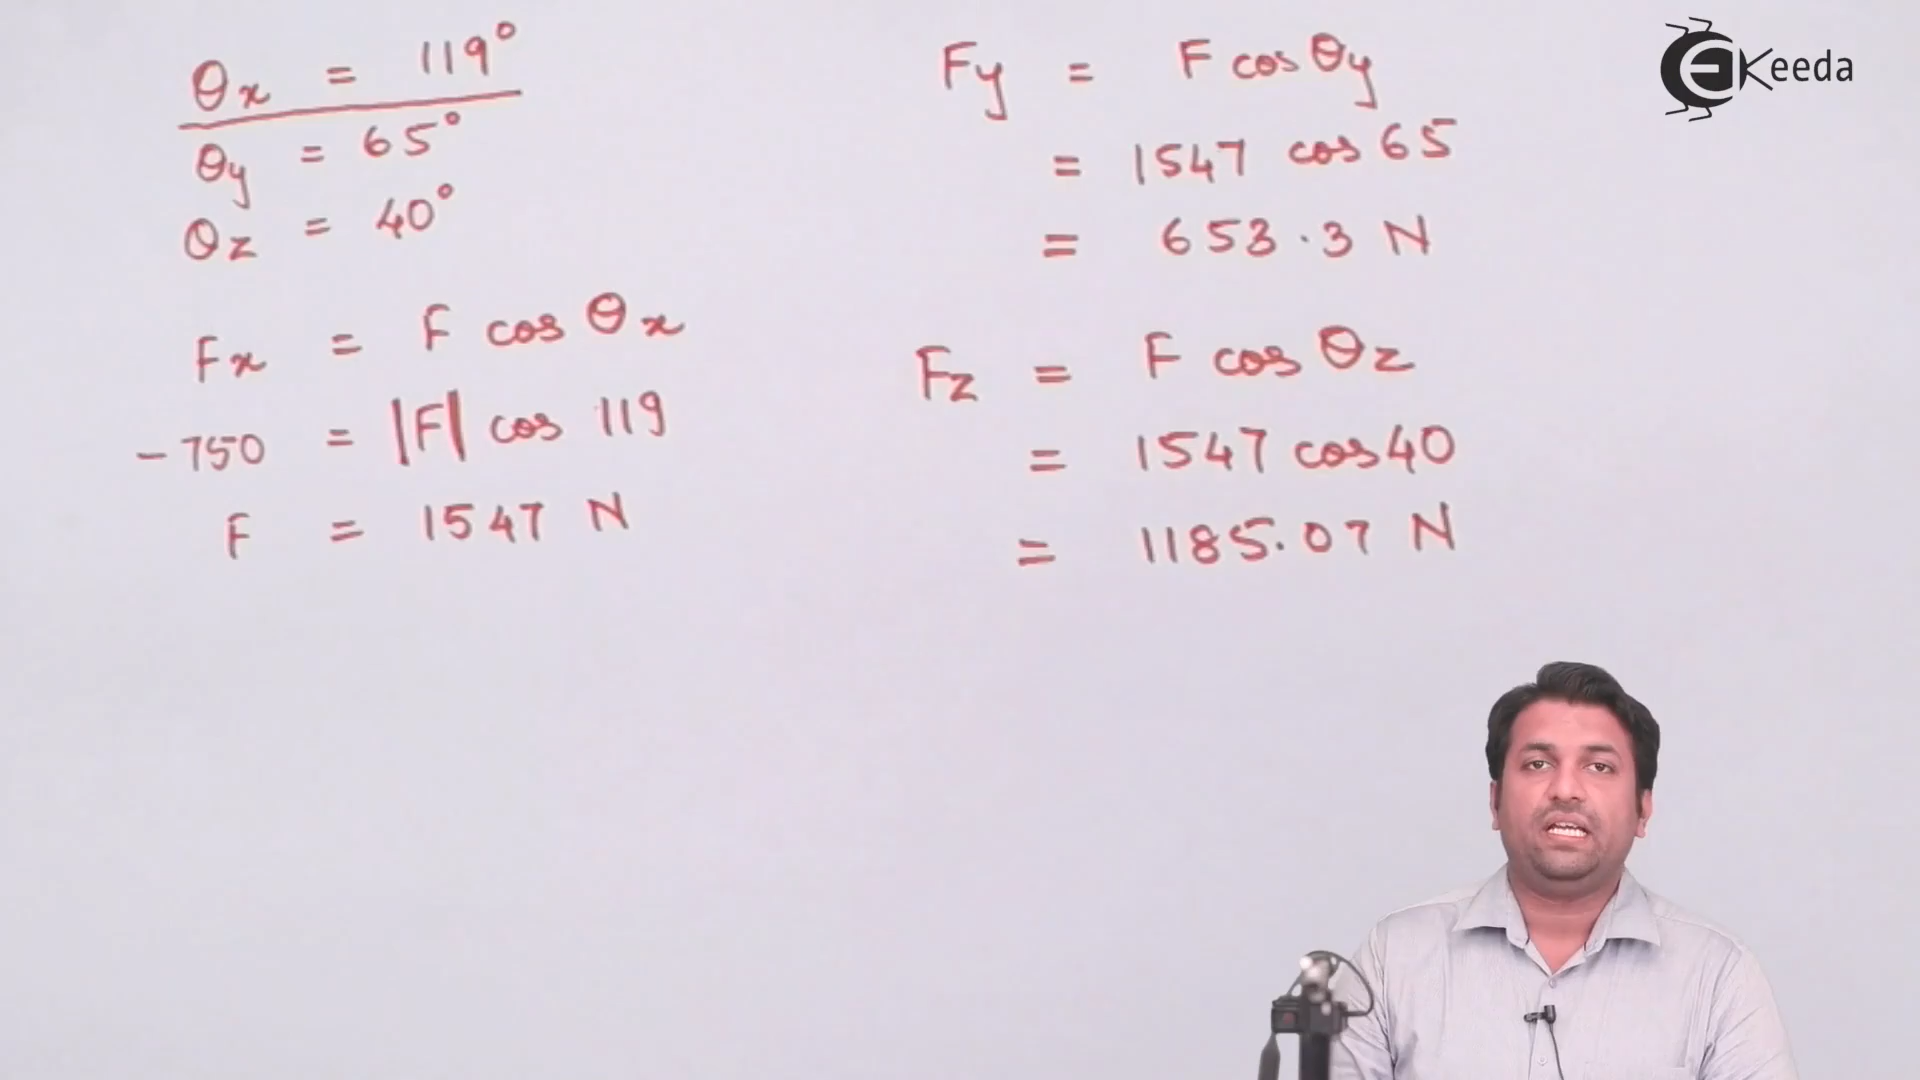 θx = 119°
θy = 65°
θz = 40°
Fx = F cos θx
-750 = |F| cos 119
F = 1547 N
Fy = F cos θy
= 1547 cos 65
= 653.3 N
Fz = F cos θz
= 1547 cos 40
= 1185.07 N
EKeeda